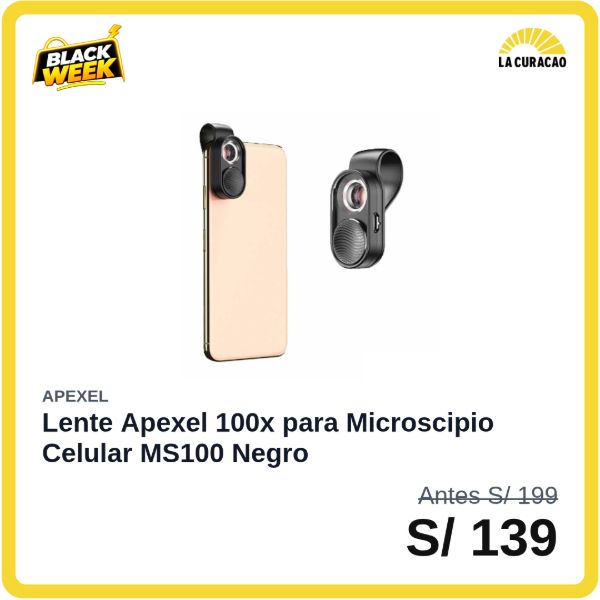 BLACK
WEEK
LA CURACAO
APEXEL
Lente Apexel 100x para Microscipio
Celular MS100 Negro
Antes S/ 199
S/ 139